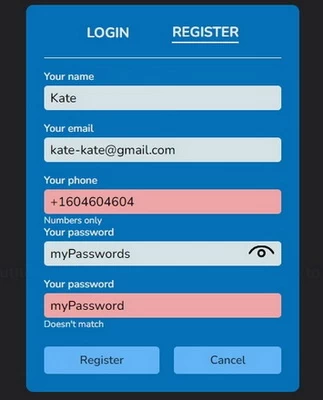 LOGIN REGISTER
Your name
Kate
Your email
kate-kate@gmail.com
Your phone
+1604604604
Numbers only
Your password
myPasswords
Your password
myPassword
Doesn't match
Register Cancel